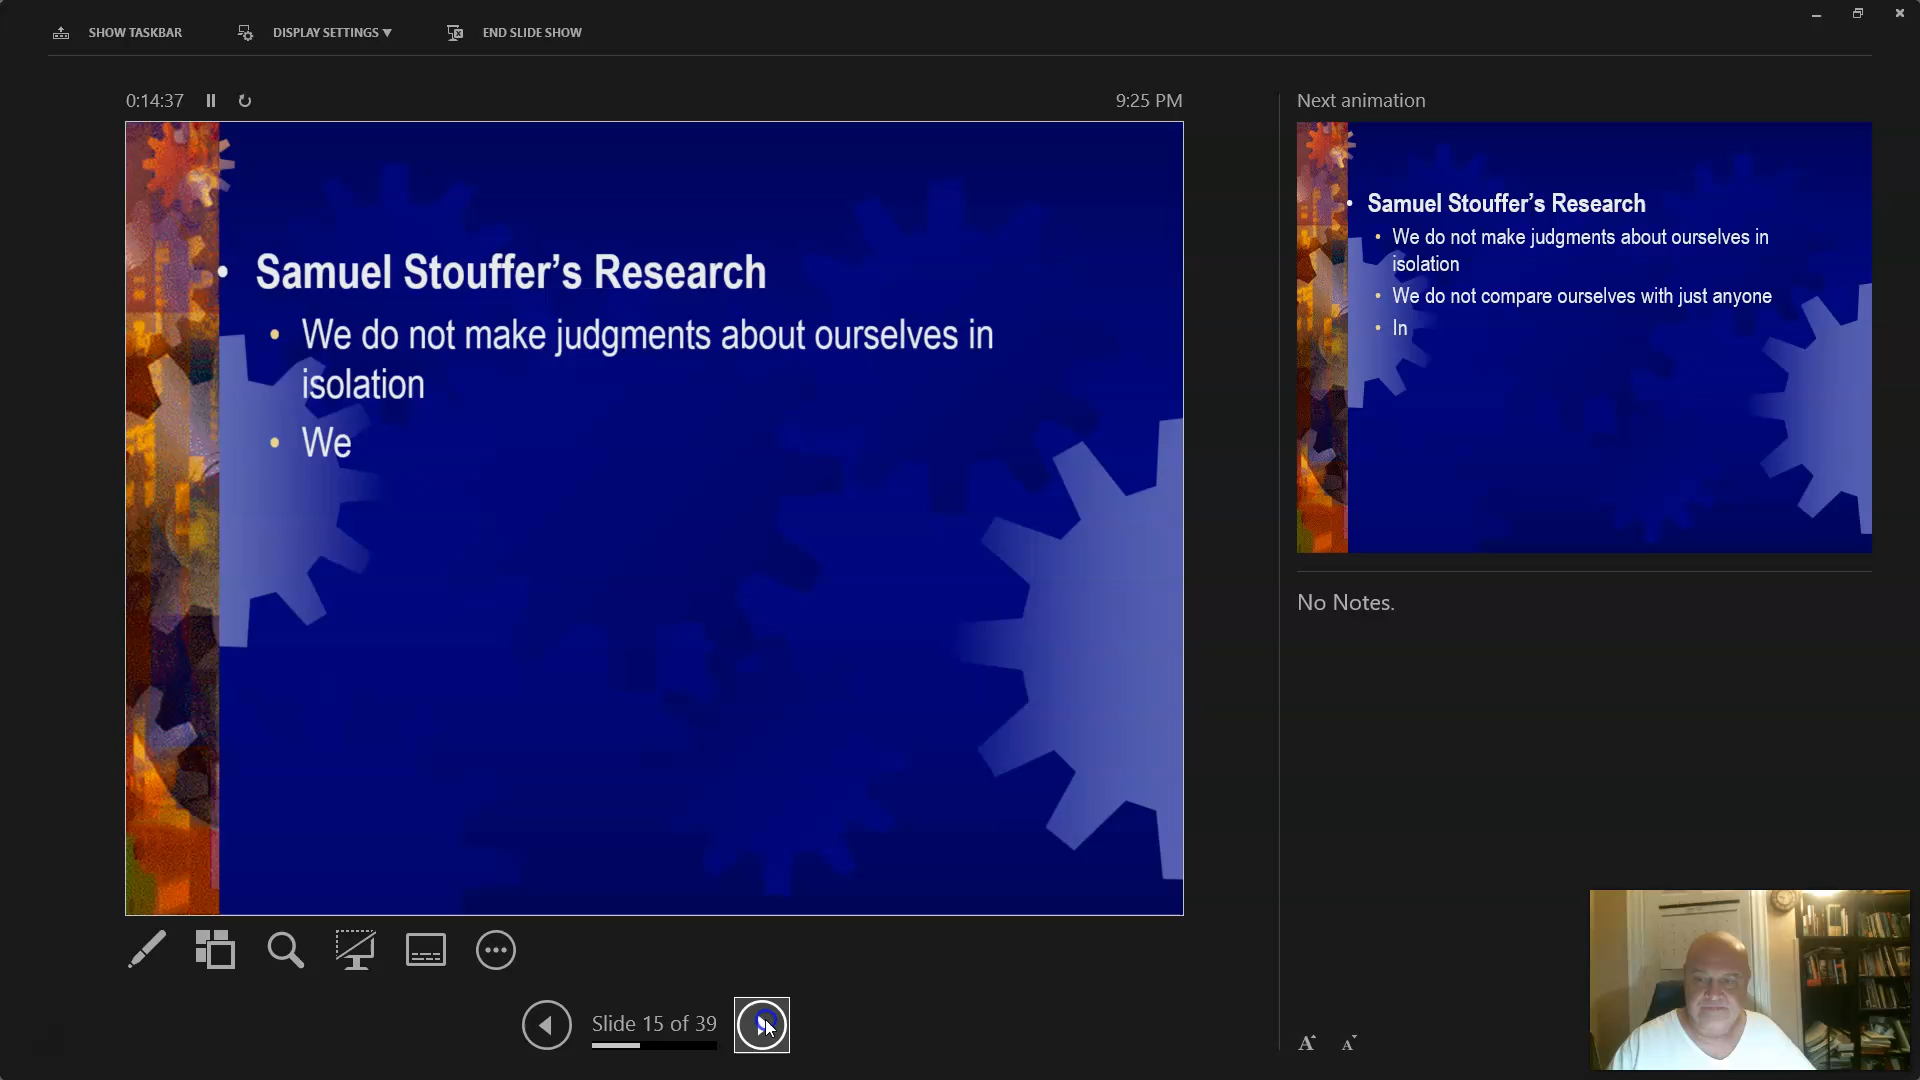 SHOW TASKBAR
DISPLAY SETTINGS ▼
END SLIDE SHOW
0:14:37
9:25 PM
Next animation
• Samuel Stouffer’s Research
• We do not make judgments about ourselves in
isolation
• We
• Samuel Stouffer’s Research
• We do not make judgments about ourselves in
isolation
• We do not compare ourselves with just anyone
• In
No Notes.
Slide 15 of 39
A A